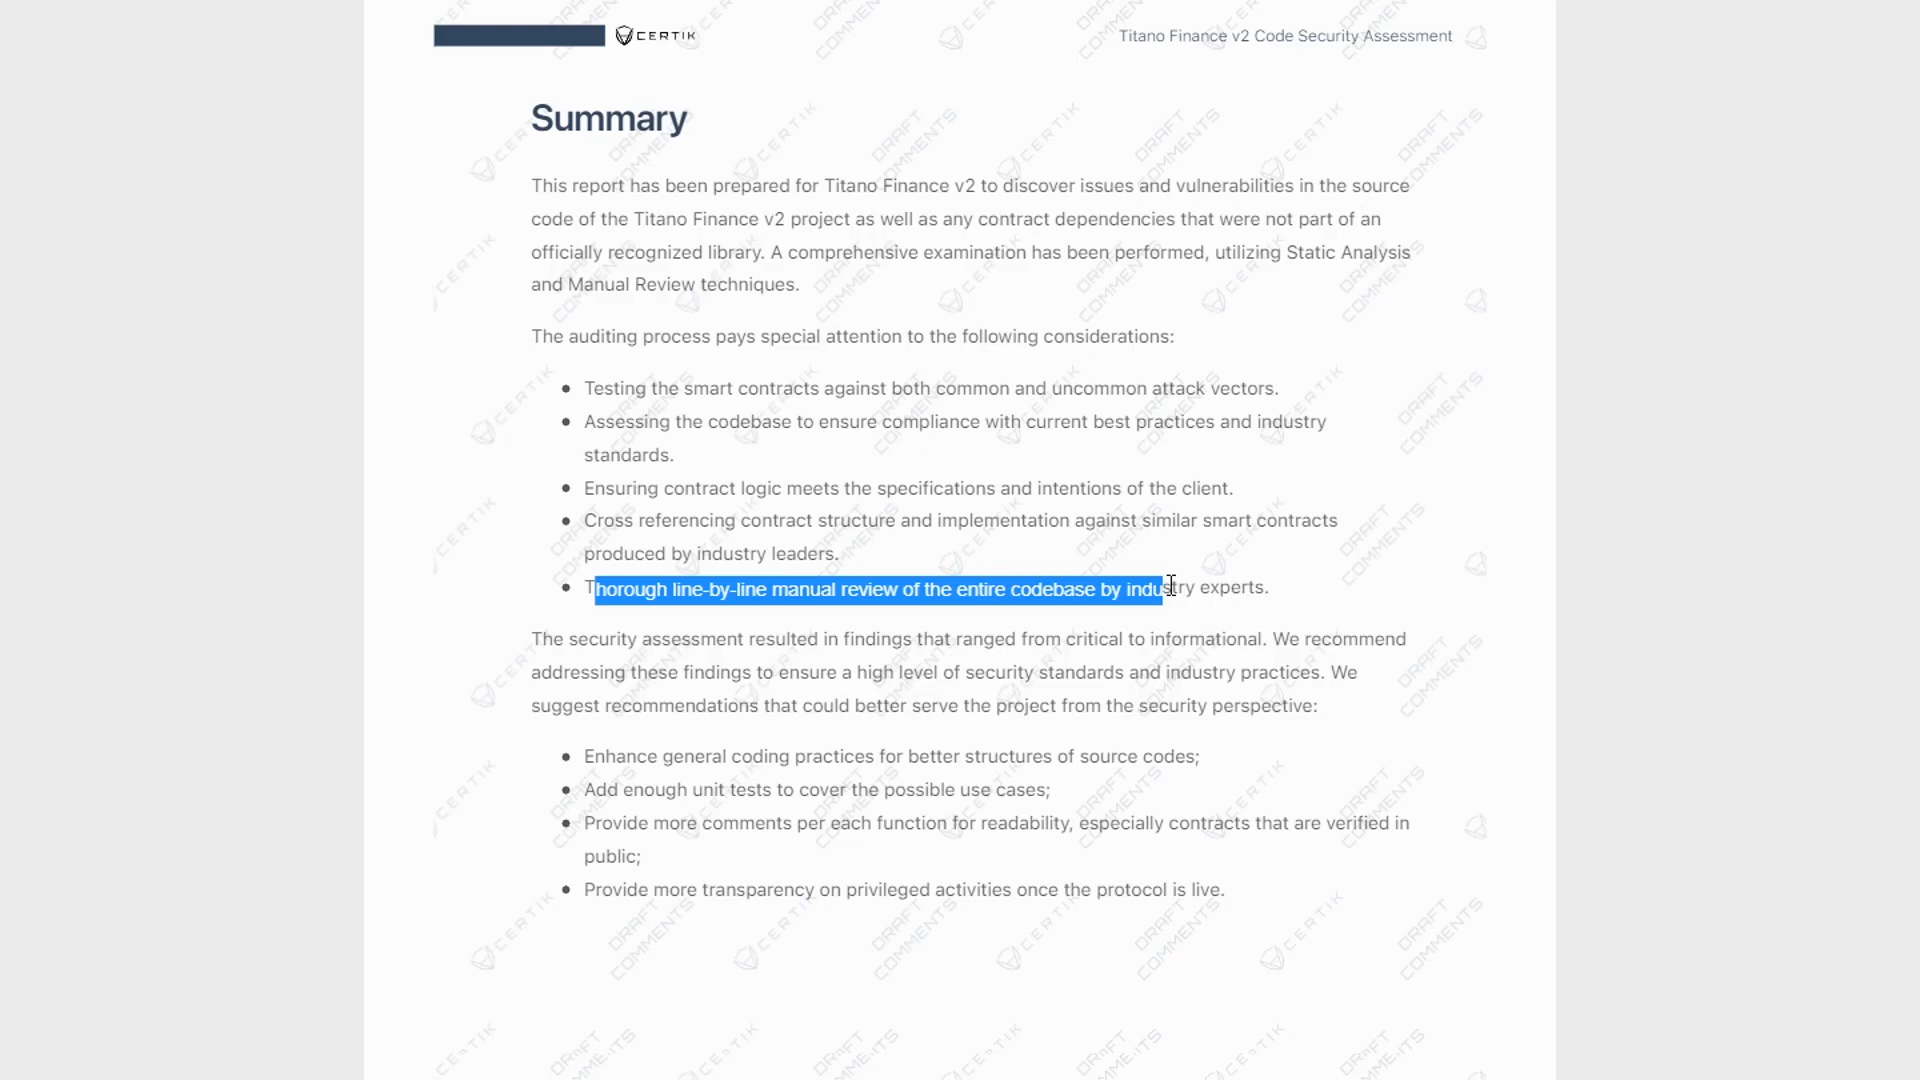 CERTIK
Titano Finance v2 Code Security Assessment
Summary
This report has been prepared for Titano Finance v2 to discover issues and vulnerabilities in the source
code of the Titano Finance v2 project as well as any contract dependencies that were not part of an
officially recognized library. A comprehensive examination has been performed, utilizing Static Analysis
and Manual Review techniques.
The auditing process pays special attention to the following considerations:
• Testing the smart contracts against both common and uncommon attack vectors.
• Assessing the codebase to ensure compliance with current best practices and industry
standards.
• Ensuring contract logic meets the specifications and intentions of the client.
• Cross referencing contract structure and implementation against similar smart contracts
produced by industry leaders.
• Thorough line-by-line manual review of the entire codebase by industry experts.
The security assessment resulted in findings that ranged from critical to informational. We recommend
addressing these findings to ensure a high level of security standards and industry practices. We
suggest recommendations that could better serve the project from the security perspective:
• Enhance general coding practices for better structures of source codes;
• Add enough unit tests to cover the possible use cases;
• Provide more comments per each function for readability, especially contracts that are verified in
public;
• Provide more transparency on privileged activities once the protocol is live.
CERTIK
DRAFT
COMMENTS